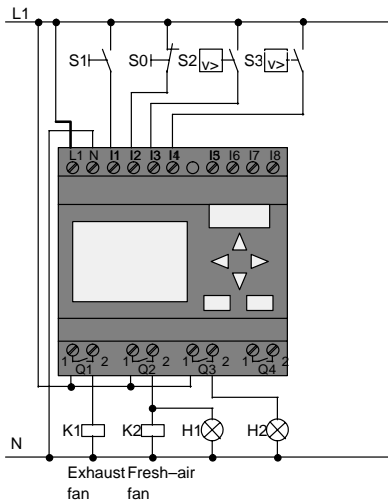 L1
S1 S0 S2 v> S3 v>
L1 N I1 I2 I3 I4 I5 I6 I7 I8
1 2 1 2 1 2 1 2
Q1 Q2 Q3 Q4
K1 K2 H1 H2
N
Exhaust Fresh–air
fan fan